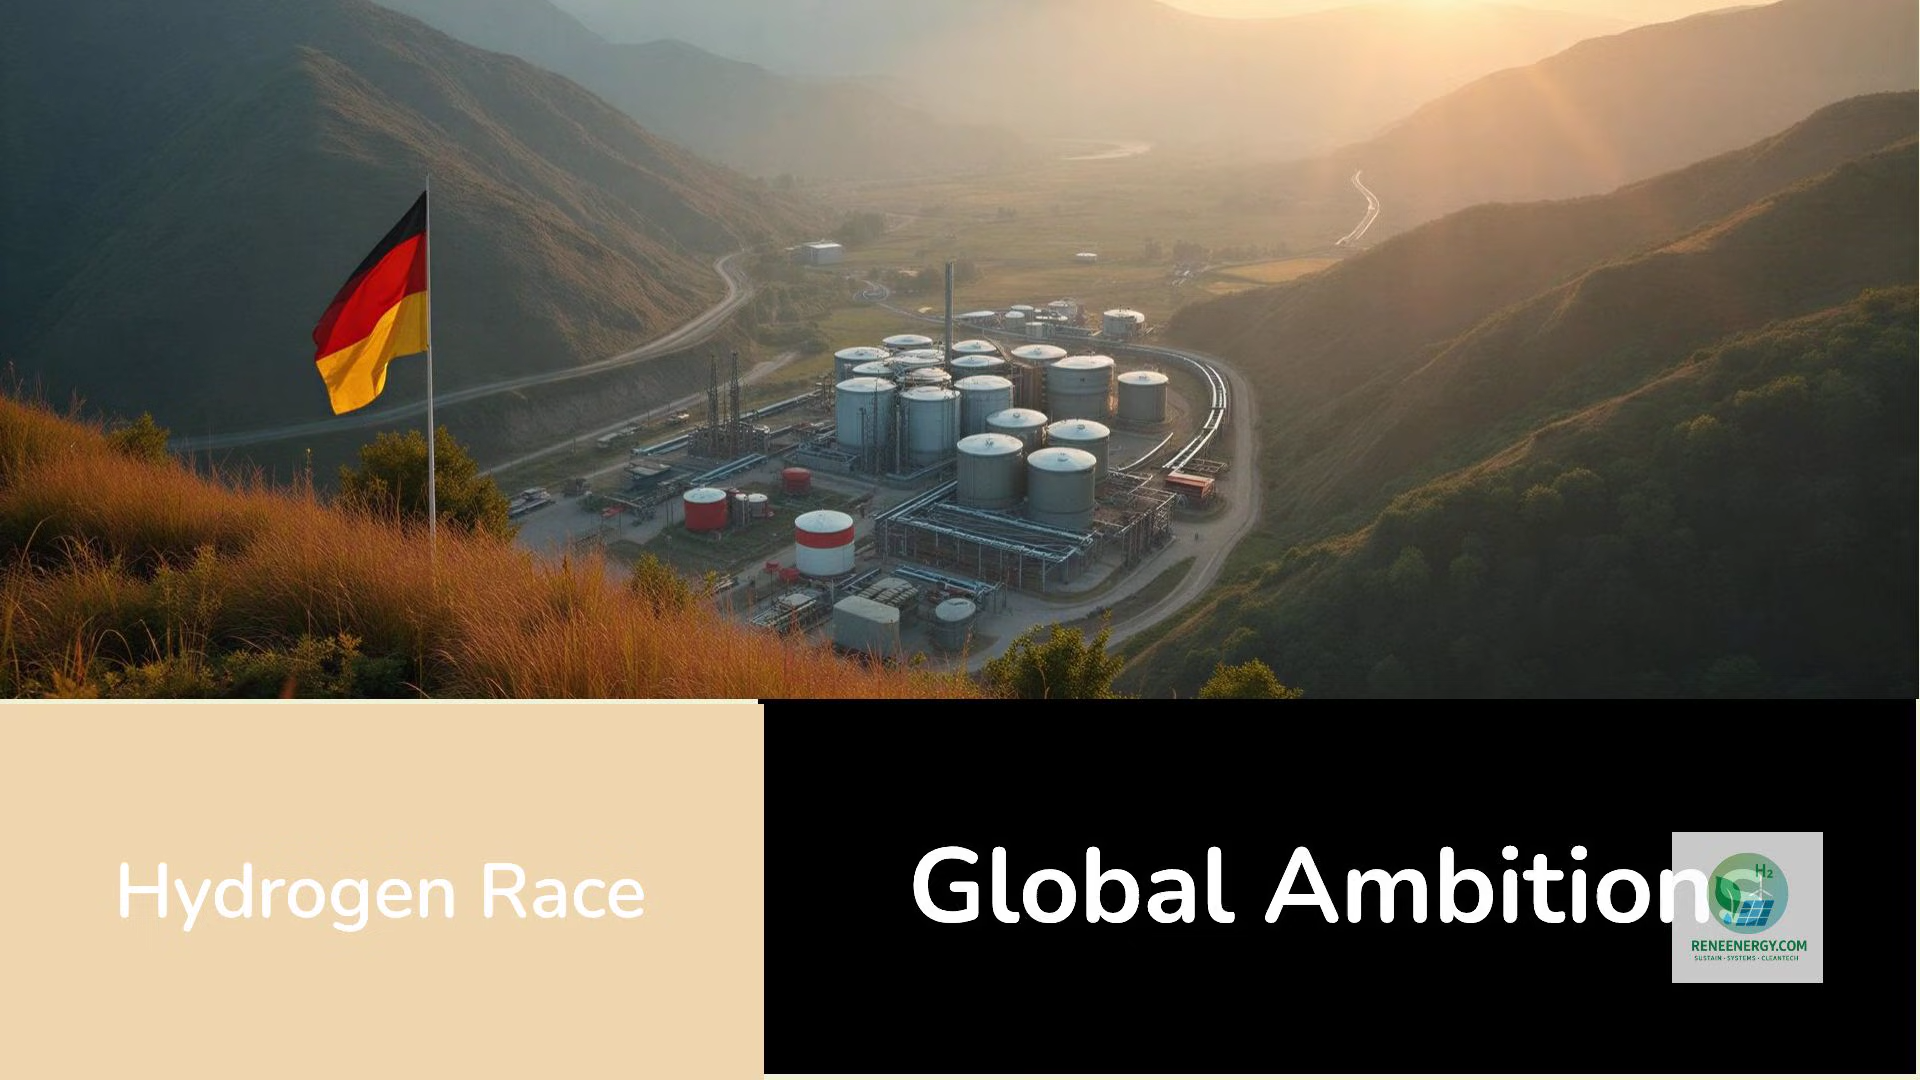 Hydrogen Race
Global Ambitions
H2
RENEENERGY.COM
SUSTAIN · SYSTEMS · CLEANTECH